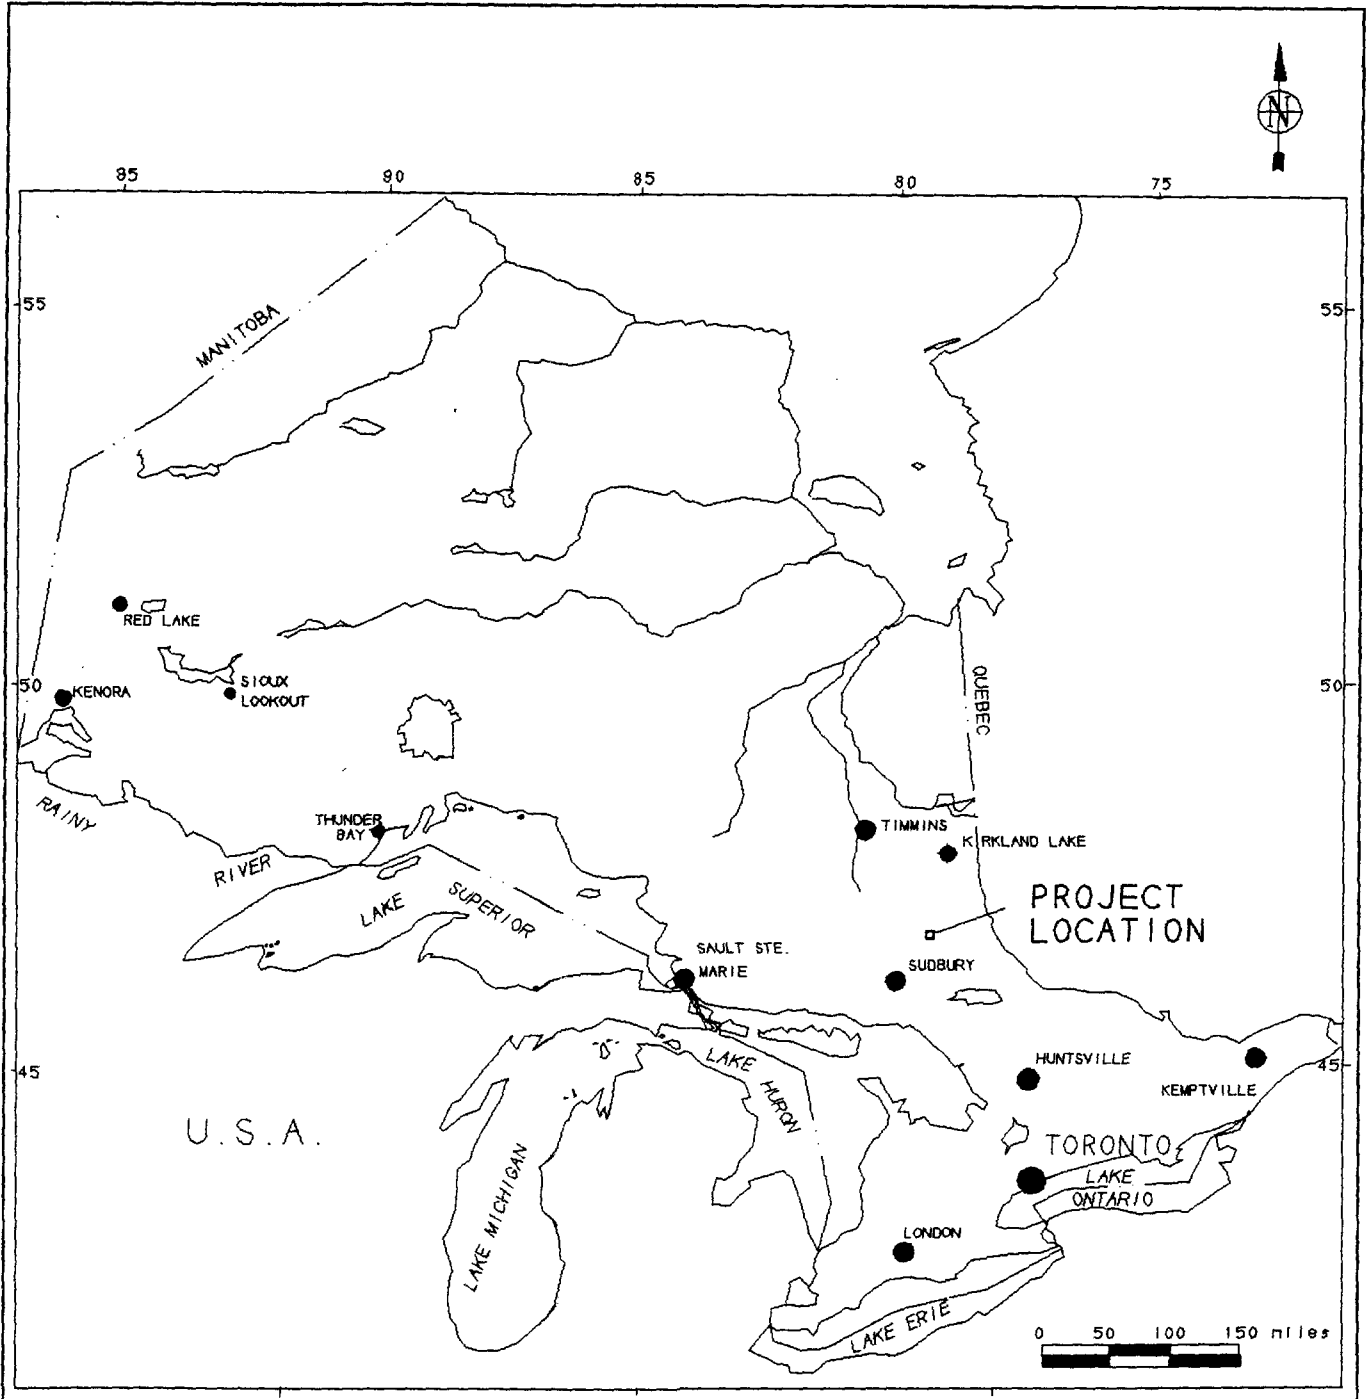 N
85
90
85
80
75
55
55
MANITOBA
RED LAKE
50
KENORA
SIOUX
LOOKOUT
QUEBEC
50
RAINY
RIVER
THUNDER
BAY
TIMMINS
KIRKLAND LAKE
LAKE
SUPERIOR
PROJECT
LOCATION
SAULT STE.
MARIE
SUDBURY
LAKE
HURON
HUNTSVILLE
45
45
KEMPTVILLE
U.S.A.
TORONTO
LAKE MICHIGAN
LAKE
ONTARIO
LONDON
LAKE ERIE
0 50 100 150 miles